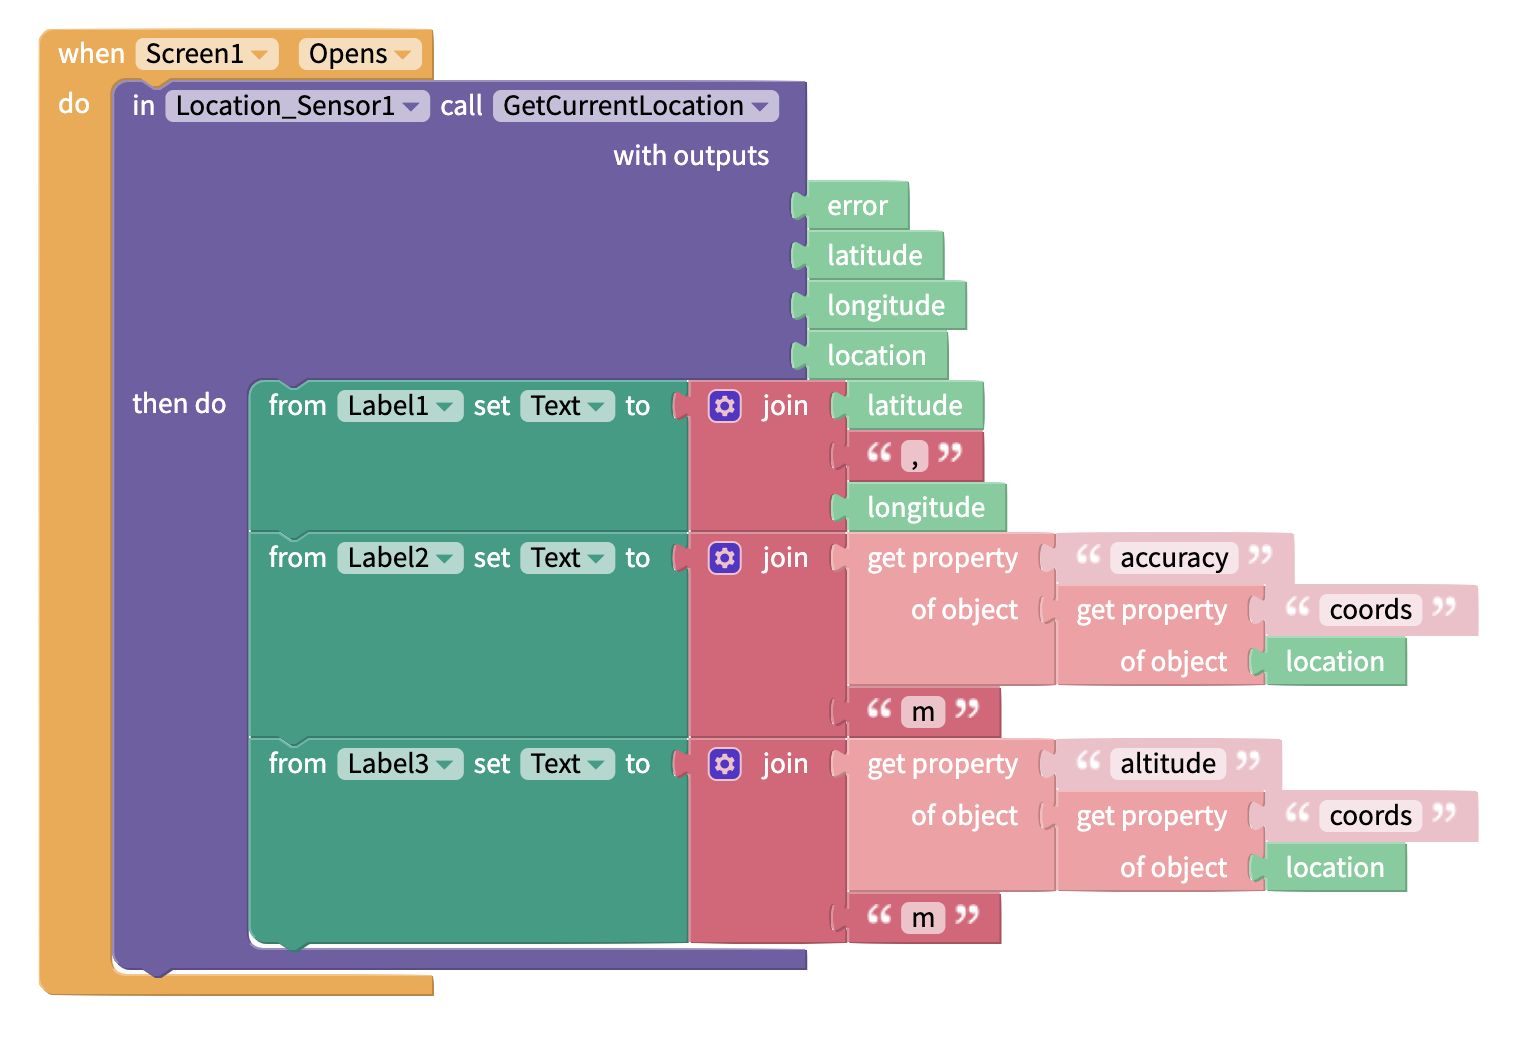 when Screen1 Opens
do in Location_Sensor1 call GetCurrentLocation
with outputs
error
latitude
longitude
location
then do from Label1 set Text to join latitude
“ , ”
longitude
from Label2 set Text to join get property “ accuracy ”
of object get property “ coords ”
of object location
“ m ”
from Label3 set Text to join get property “ altitude ”
of object get property “ coords ”
of object location
“ m ”